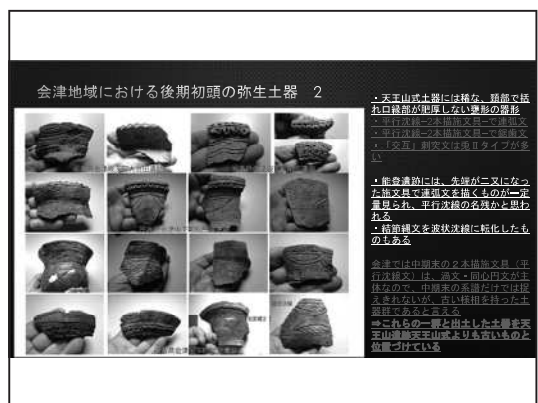 会津地域における後期初頭の弥生土器　2
・天王山式土器には稀な、頸部で括
れ口縁部が肥厚しない甕形の器形
・平行沈線−2本描施文具−で連弧文
・平行沈線−2本描施文具−で鋸歯文
・「交互」刺突文は兎Ⅱタイプが多
い
・能登遺跡には、先端が二又になっ
た施文具で連弧文を描くものが一定
量見られ、平行沈線の名残かと思わ
れる
・結節縄文を波状沈線に転化したも
のもある
会津では中期末の２本描施文具（平
行沈線文）は、渦文・同心円文が主
体なので、中期末の系譜だけでは捉
えきれないが、古い様相を持った土
器群であると言える
⇒これらの一群と出土した土器を天
王山遺跡天王山式よりも古いものと
位置づけている